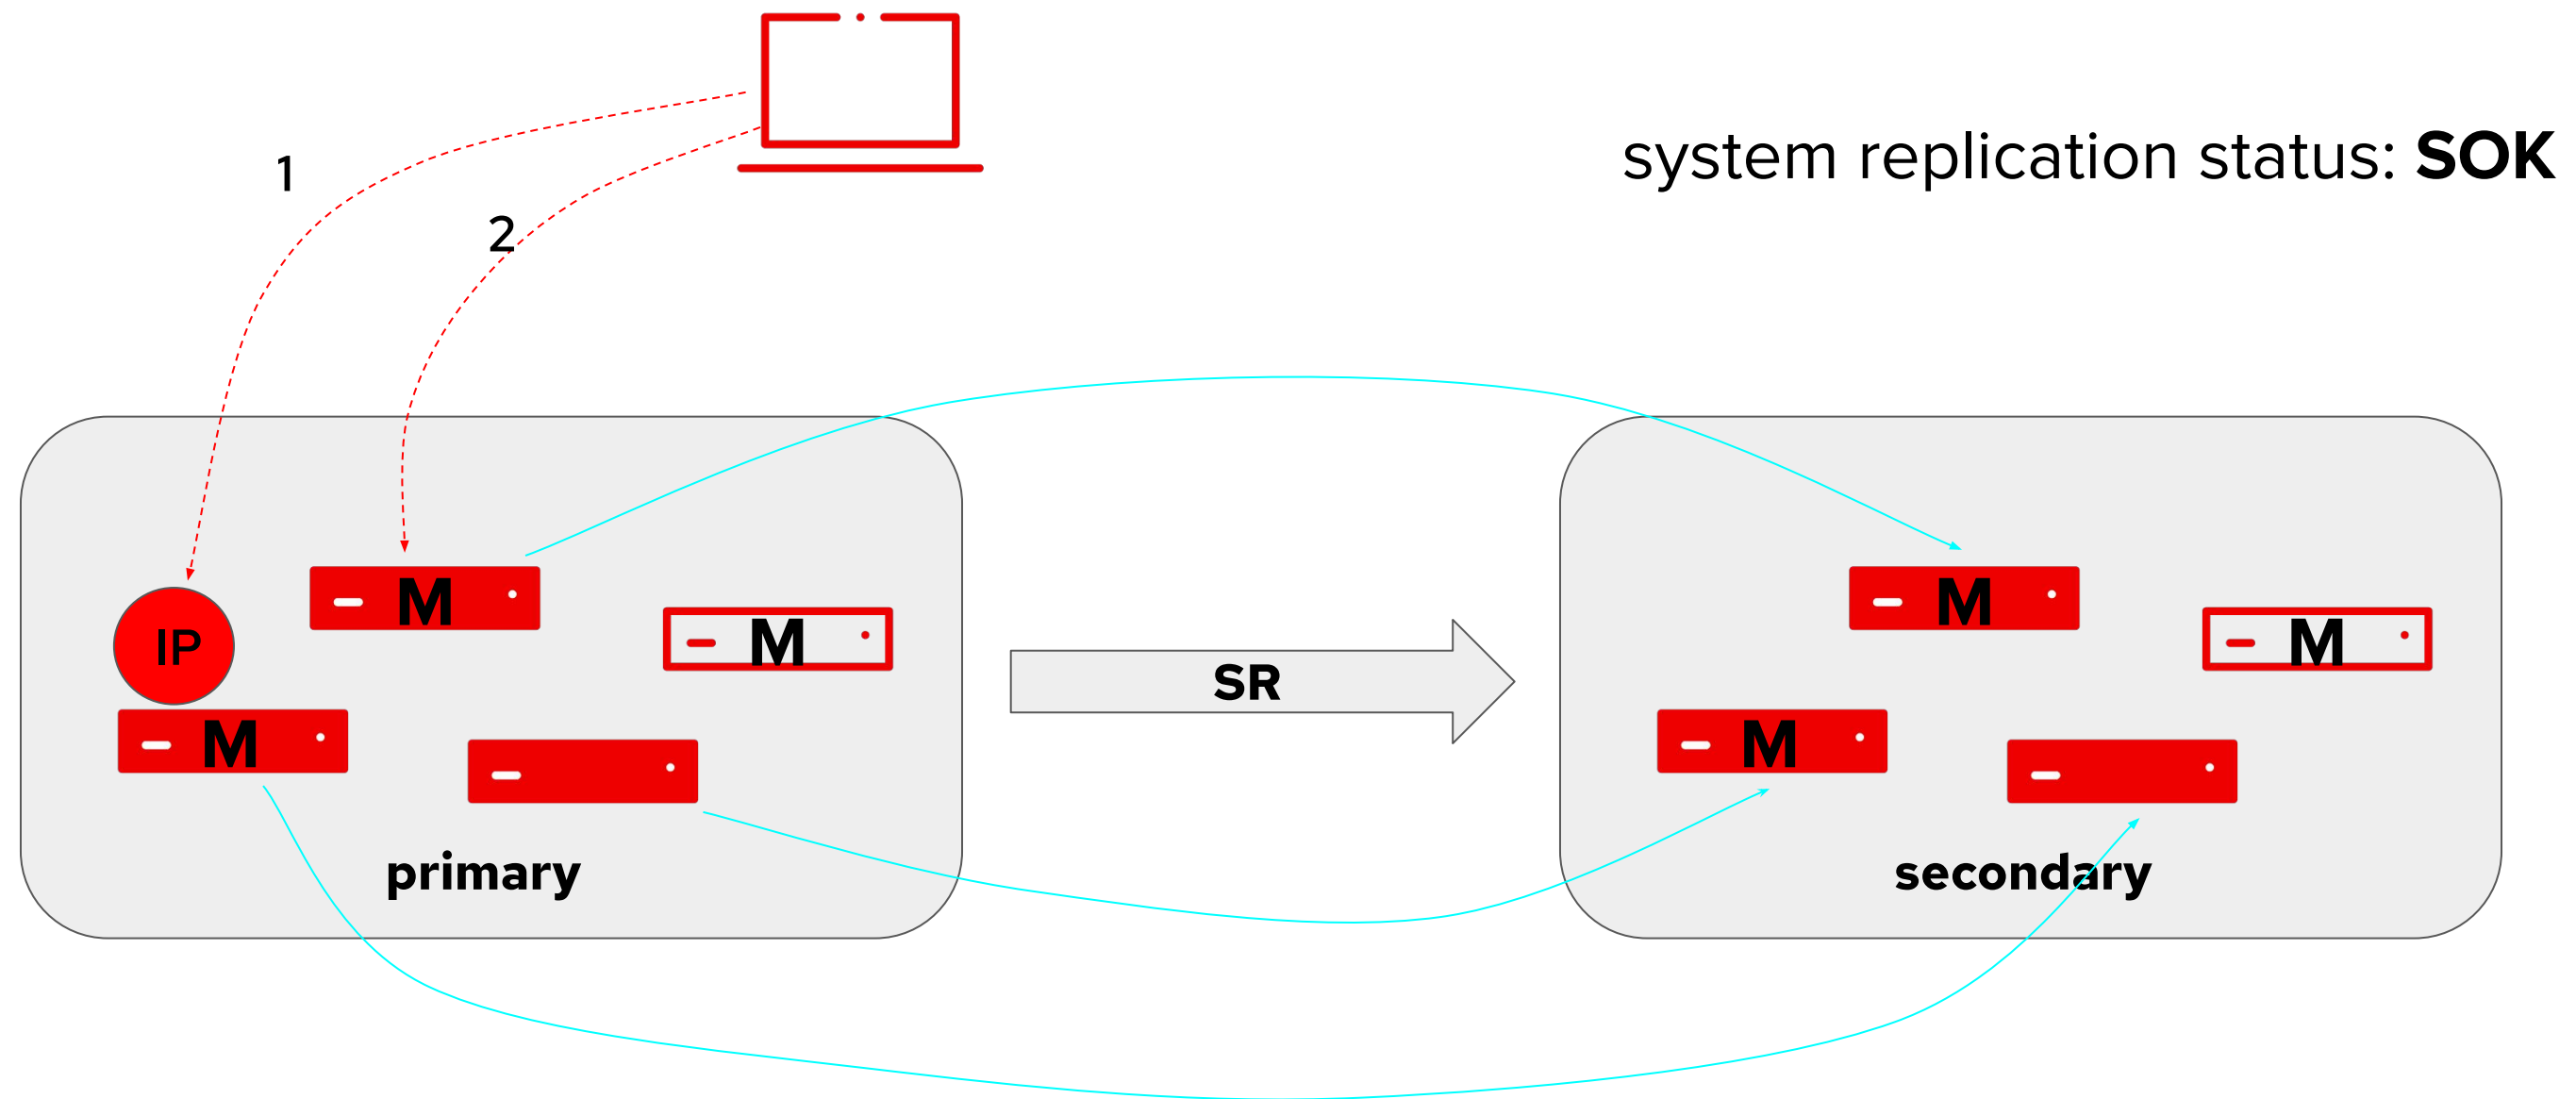 1
2
system replication status: SOK
IP
M
M
M
primary
SR
M
M
M
secondary